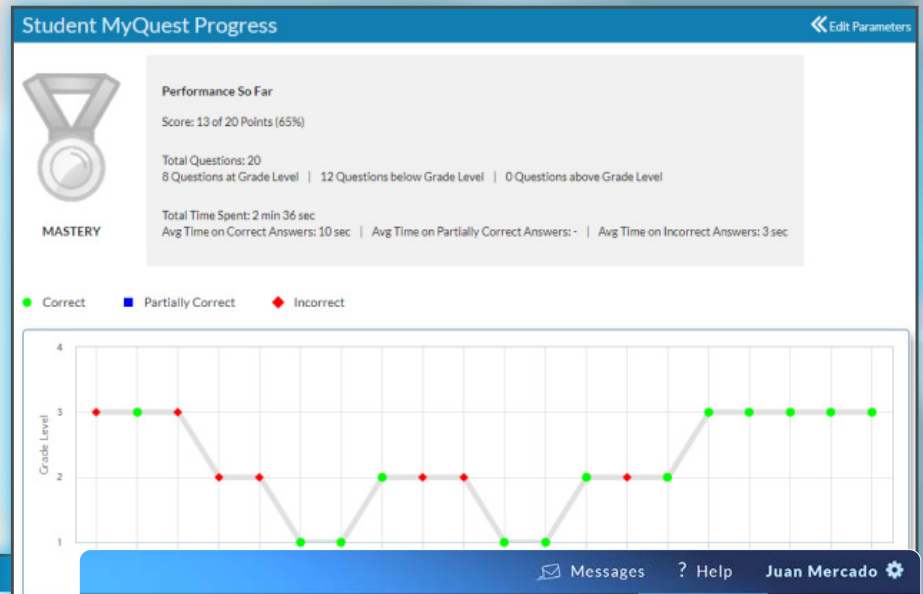 Student MyQuest Progress
Edit Parameters
Performance So Far
Score: 13 of 20 Points (65%)
Total Questions: 20
8 Questions at Grade Level | 12 Questions below Grade Level | 0 Questions above Grade Level
Total Time Spent: 2 min 36 sec
Avg Time on Correct Answers: 10 sec | Avg Time on Partially Correct Answers: - | Avg Time on Incorrect Answers: 3 sec
MASTERY
Correct
Partially Correct
Incorrect
4
3
Grade Level
2
1
Messages
? Help
Juan Mercado